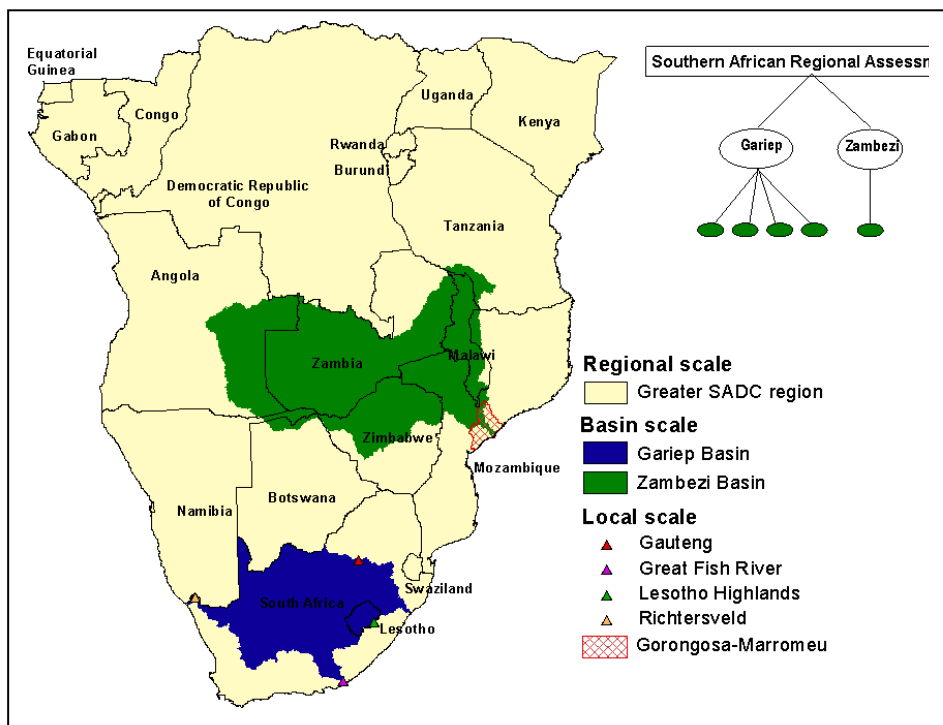 Equatorial
Guinea
Gabon
Congo
Uganda
Kenya
Rwanda
Burundi
Democratic Republic
of Congo
Tanzania
Angola
Zambia
Malawi
Zimbabwe
Mozambique
Botswana
Namibia
South Africa
Swaziland
Lesotho
Southern African Regional Assessm
Gariep
Zambezi
Regional scale
Greater SADC region
Basin scale
Gariep Basin
Zambezi Basin
Local scale
Gauteng
Great Fish River
Lesotho Highlands
Richtersveld
Gorongosa-Marromeu